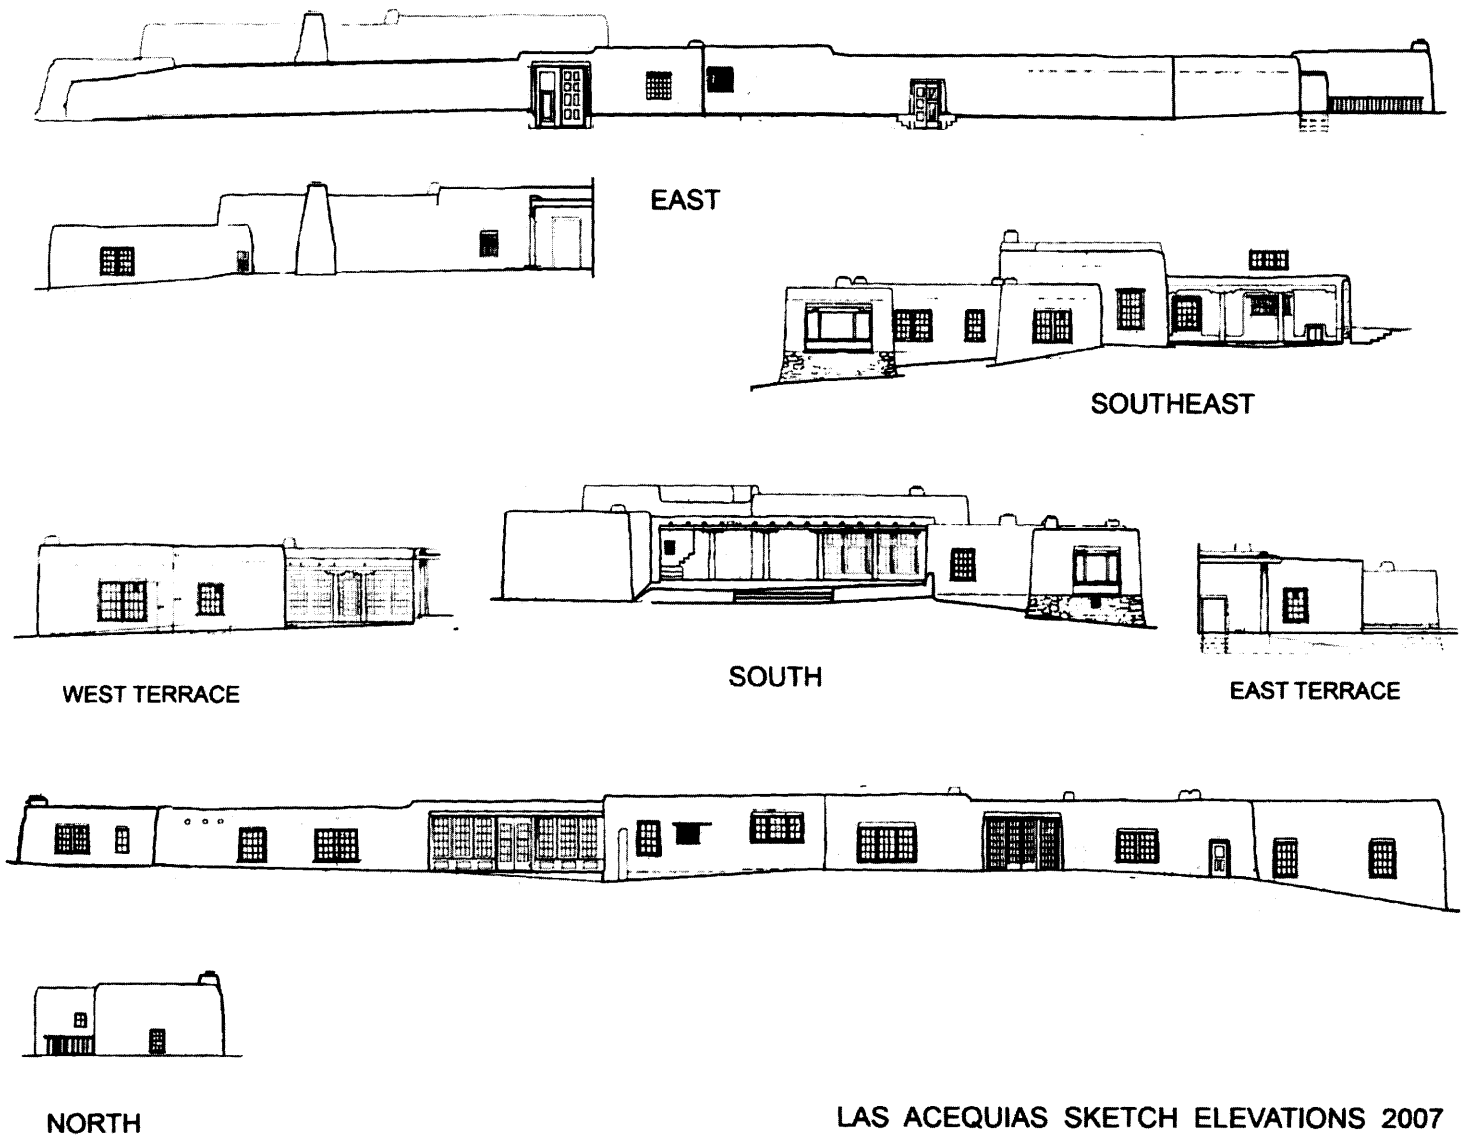 EAST
SOUTHEAST
SOUTH
WEST TERRACE
EAST TERRACE
NORTH
LAS ACEQUIAS SKETCH ELEVATIONS 2007